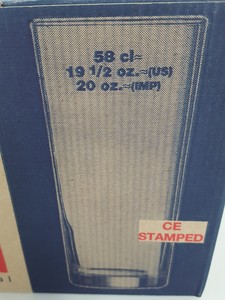 58 cl≈
19 1/2 oz.≈(US)
20 oz.≈(IMP)
CE
STAMPED